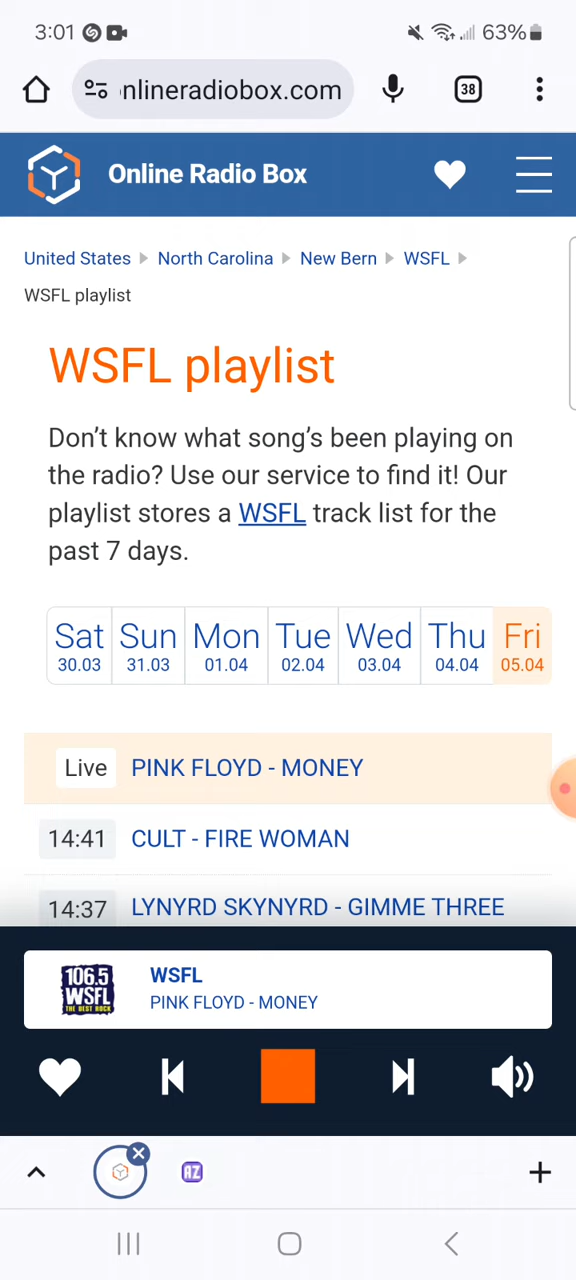 3:01 63%
nlineradiobox.com 38
Online Radio Box
United States North Carolina New Bern WSFL
WSFL playlist
WSFL playlist
Don’t know what song’s been playing on
the radio? Use our service to find it! Our
playlist stores a WSFL track list for the
past 7 days.
Sat Sun Mon Tue Wed Thu Fri
30.03 31.03 01.04 02.04 03.04 04.04 05.04
Live PINK FLOYD - MONEY
14:41 CULT - FIRE WOMAN
14:37 LYNYRD SKYNYRD - GIMME THREE
106.5
WSFL
THE BEST ROCK
WSFL
PINK FLOYD - MONEY
AZ